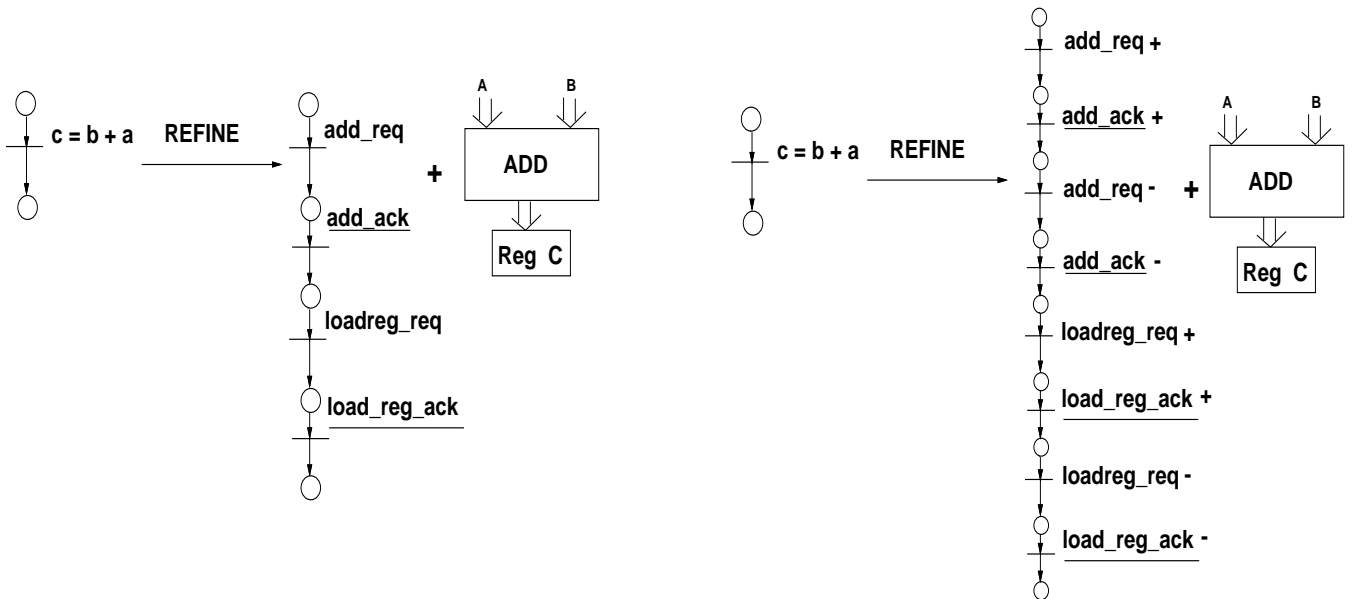 c = b + a
REFINE
add_req
add_ack
loadreg_req
load_reg_ack
+
A
B
ADD
Reg C
c = b + a
REFINE
add_req +
add_ack +
add_req -
add_ack -
loadreg_req +
load_reg_ack +
loadreg_req -
load_reg_ack -
+
A
B
ADD
Reg C